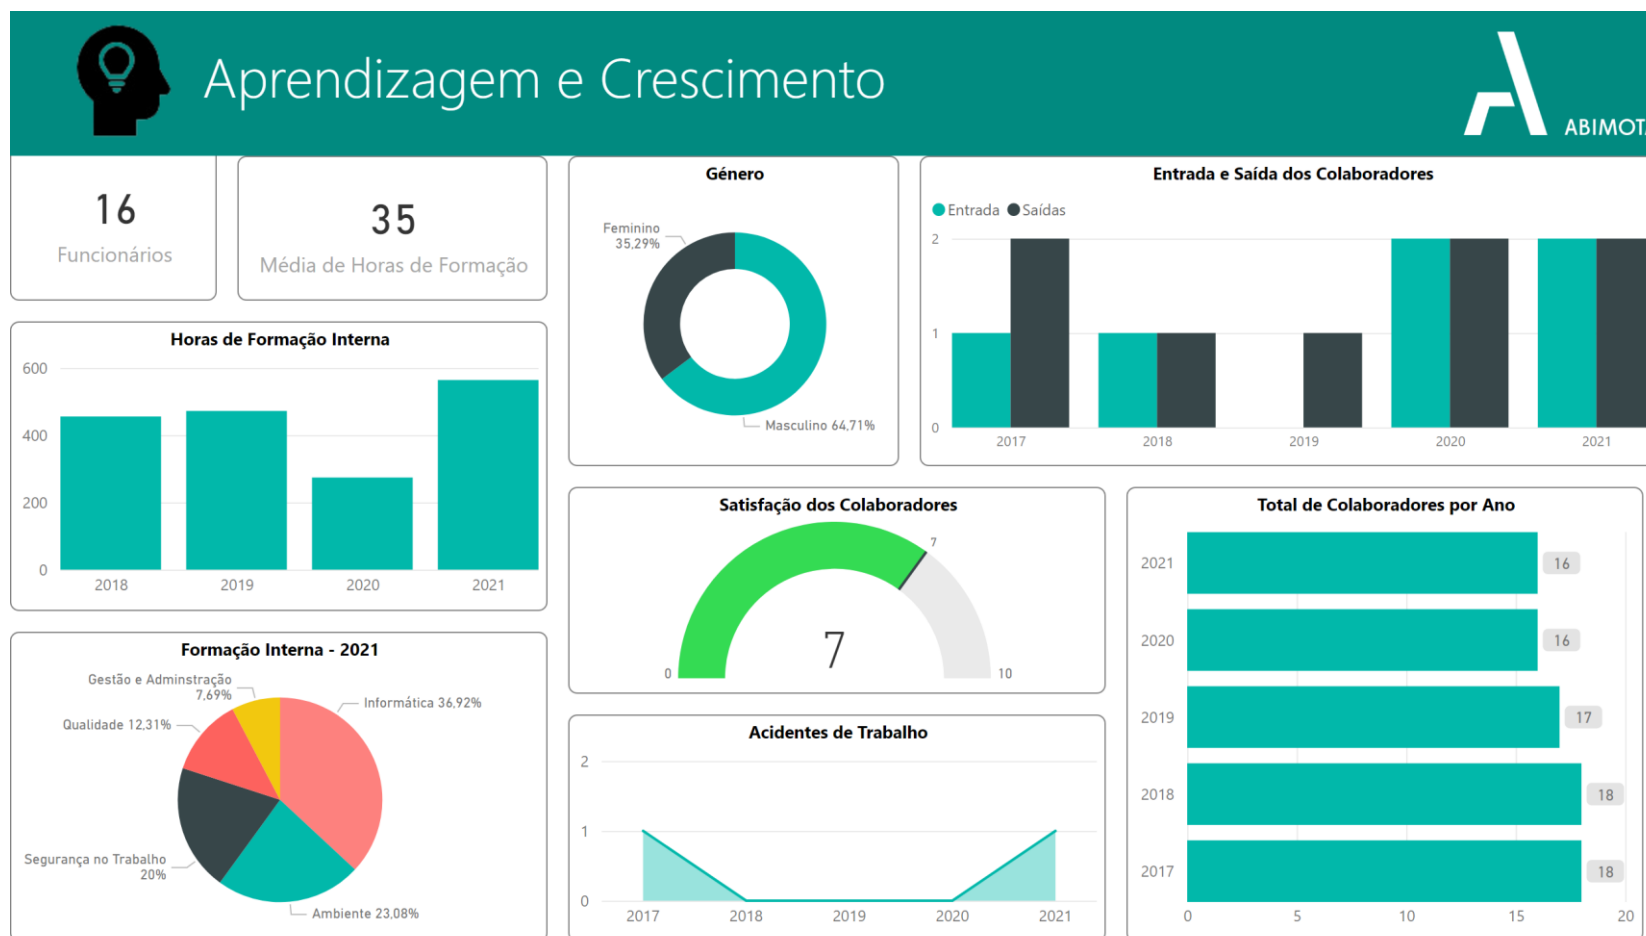 Aprendizagem e Crescimento
ABIMOTA
16
Funcionários
35
Média de Horas de Formação
Género
Feminino
35,29%
Masculino 64,71%
Entrada e Saída dos Colaboradores
Entrada Saídas
2
1
0
2017 2018 2019 2020 2021
Horas de Formação Interna
600
400
200
0
2018 2019 2020 2021
Satisfação dos Colaboradores
7
7
0 10
Total de Colaboradores por Ano
2021 16
2020 16
2019 17
2018 18
2017 18
0 5 10 15 20
Formação Interna - 2021
Gestão e Adminstração
7,69%
Informática 36,92%
Qualidade 12,31%
Segurança no Trabalho
20%
Ambiente 23,08%
Acidentes de Trabalho
2
1
0
2017 2018 2019 2020 2021